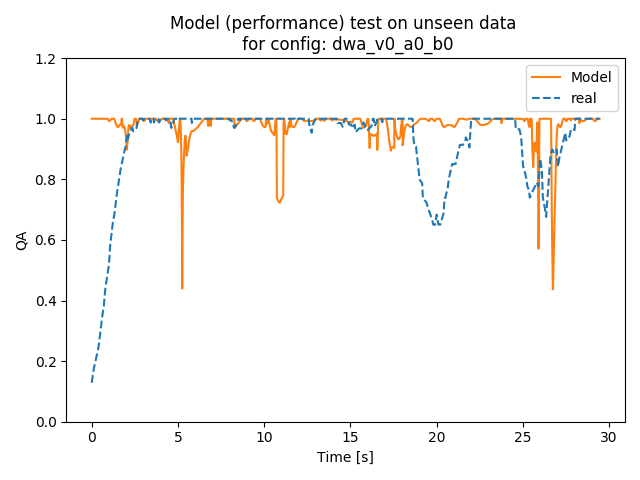 Model (performance) test on unseen data
for config: dwa_v0_a0_b0
Model
real
QA
1.2
1.0
0.8
0.6
0.4
0.2
0.0
0
5
10
15
20
25
30
Time [s]